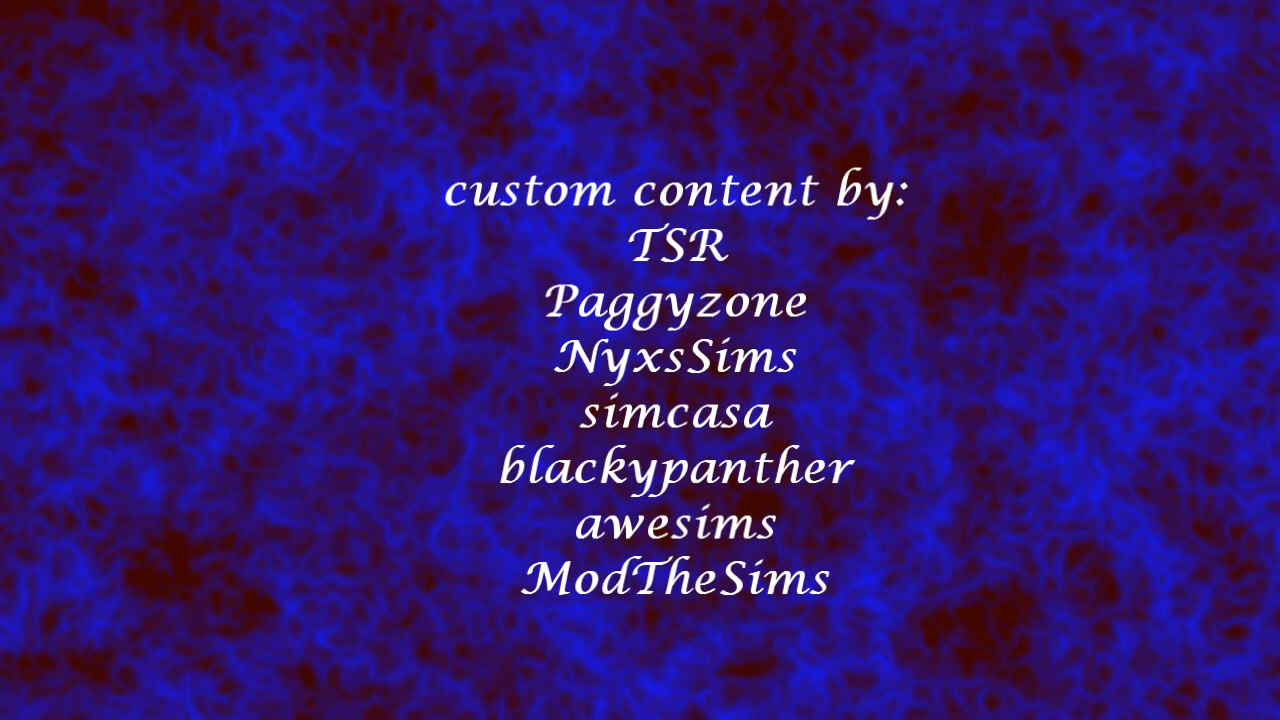 custom content by:
TSR
Paggyzone
NyxsSims
simcasa
blackypanther
awesims
ModTheSims